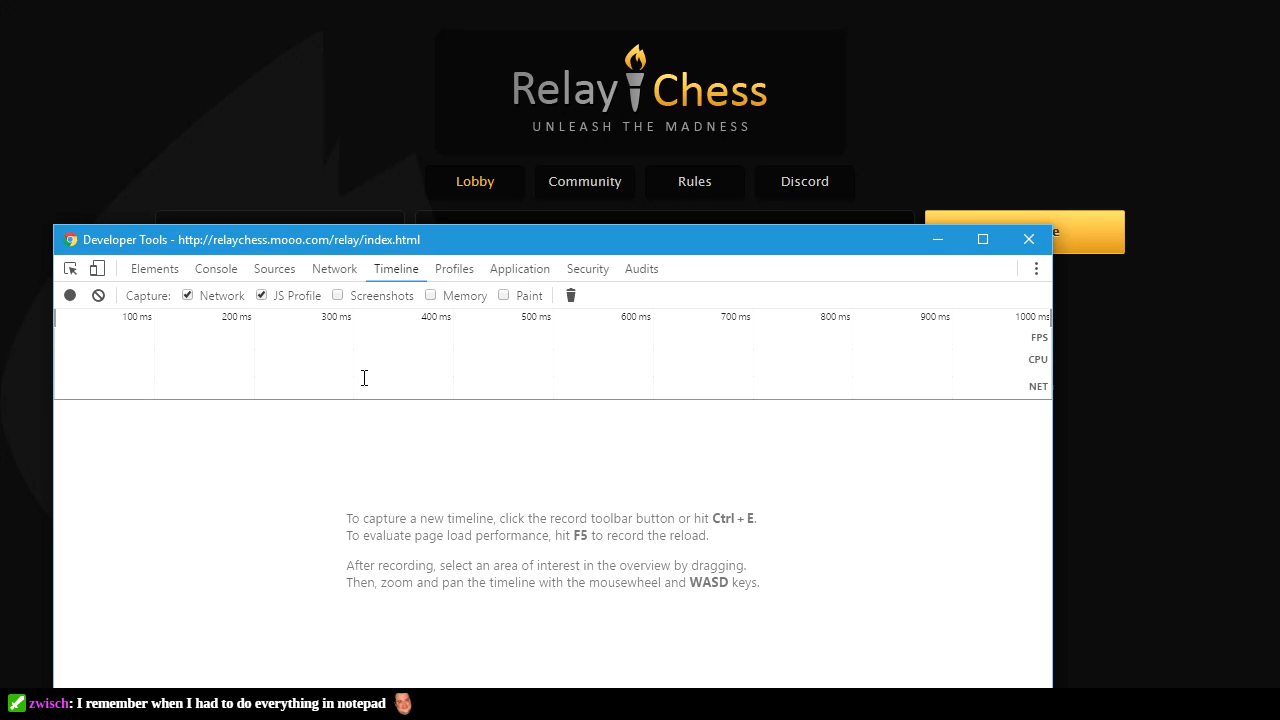 Relay Chess
UNLEASH THE MADNESS
Lobby Community Rules Discord
e
Developer Tools - http://relaychess.mooo.com/relay/index.html
Elements Console Sources Network Timeline Profiles Application Security Audits
Capture: Network JS Profile Screenshots Memory Paint
100 ms 200 ms 300 ms 400 ms 500 ms 600 ms 700 ms 800 ms 900 ms 1000 ms
FPS
CPU
NET
To capture a new timeline, click the record toolbar button or hit Ctrl + E.
To evaluate page load performance, hit F5 to record the reload.
After recording, select an area of interest in the overview by dragging.
Then, zoom and pan the timeline with the mousewheel and WASD keys.
zwisch: I remember when I had to do everything in notepad